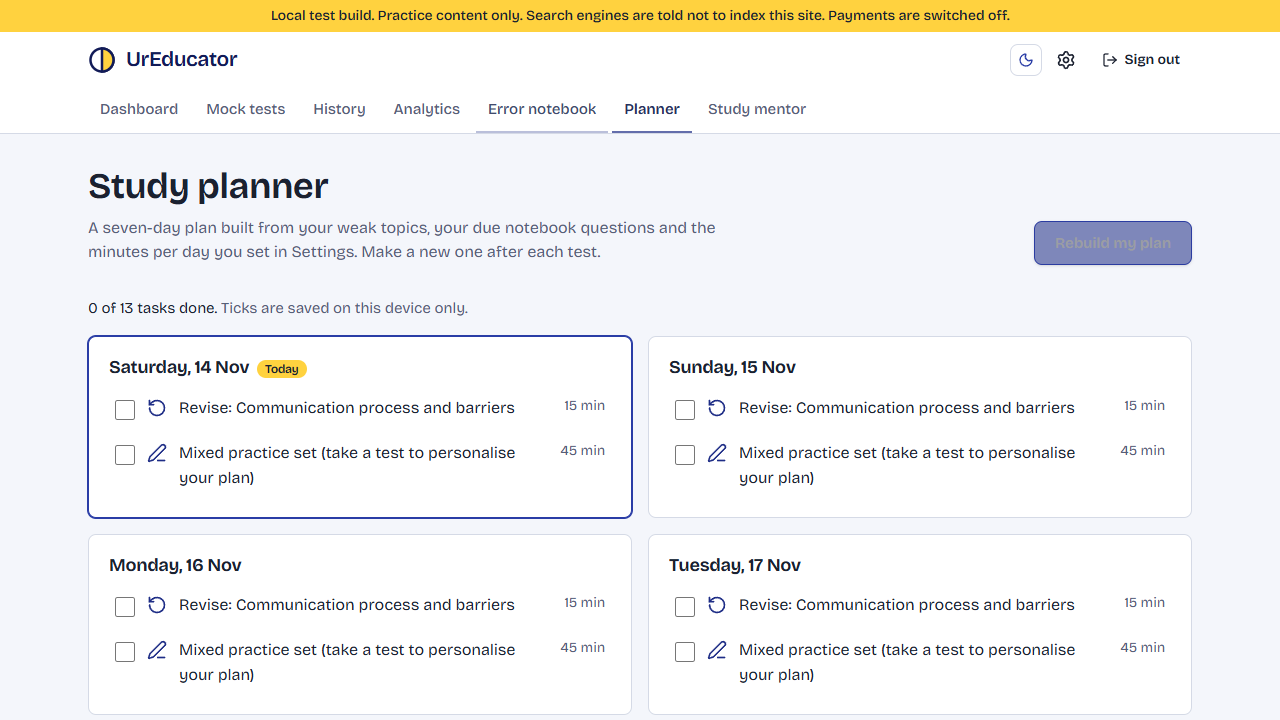 Local test build. Practice content only. Search engines are told not to index this site. Payments are switched off.
UrEducator
Sign out
Dashboard
Mock tests
History
Analytics
Error notebook
Planner
Study mentor
Study planner
A seven-day plan built from your weak topics, your due notebook questions and the
minutes per day you set in Settings. Make a new one after each test.
Rebuild my plan
0 of 13 tasks done. Ticks are saved on this device only.
Saturday, 14 Nov Today
Revise: Communication process and barriers 15 min
Mixed practice set (take a test to personalise 45 min
your plan)
Sunday, 15 Nov
Revise: Communication process and barriers 15 min
Mixed practice set (take a test to personalise 45 min
your plan)
Monday, 16 Nov
Revise: Communication process and barriers 15 min
Mixed practice set (take a test to personalise 45 min
your plan)
Tuesday, 17 Nov
Revise: Communication process and barriers 15 min
Mixed practice set (take a test to personalise 45 min
your plan)